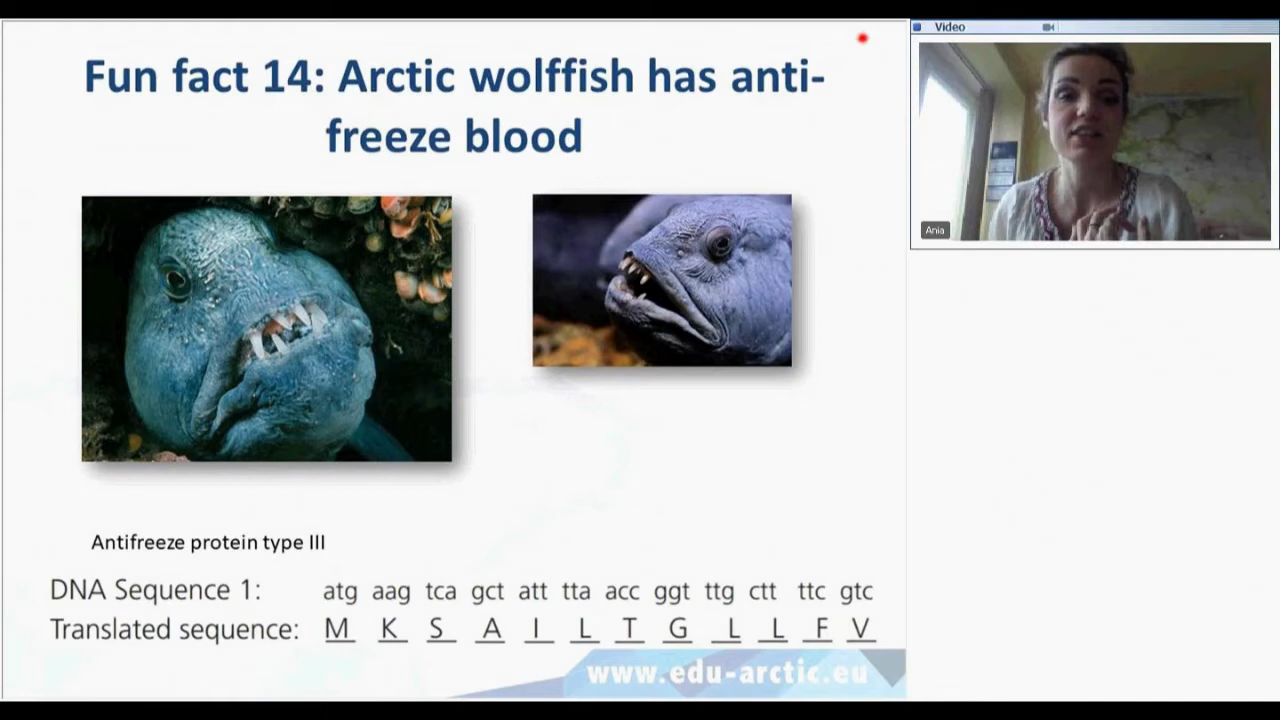 Fun fact 14: Arctic wolffish has anti-
freeze blood
Video
Ania
Antifreeze protein type III
DNA Sequence 1: atg aag tca gct att tta acc ggt ttg ctt ttc gtc
Translated sequence: M K S A I L T G L L F V
www.edu-arctic.eu